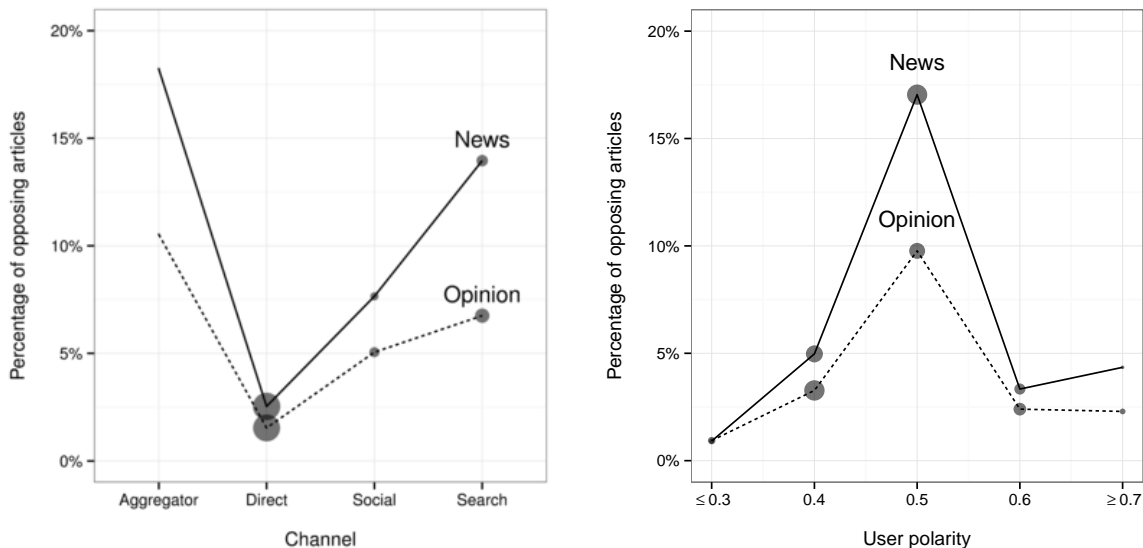 20%
15%
10%
5%
0%
Percentage of opposing articles
News
Opinion
Aggregator Direct Social Search
Channel
20%
15%
10%
5%
0%
Percentage of opposing articles
News
Opinion
≤ 0.3 0.4 0.5 0.6 ≥ 0.7
User polarity